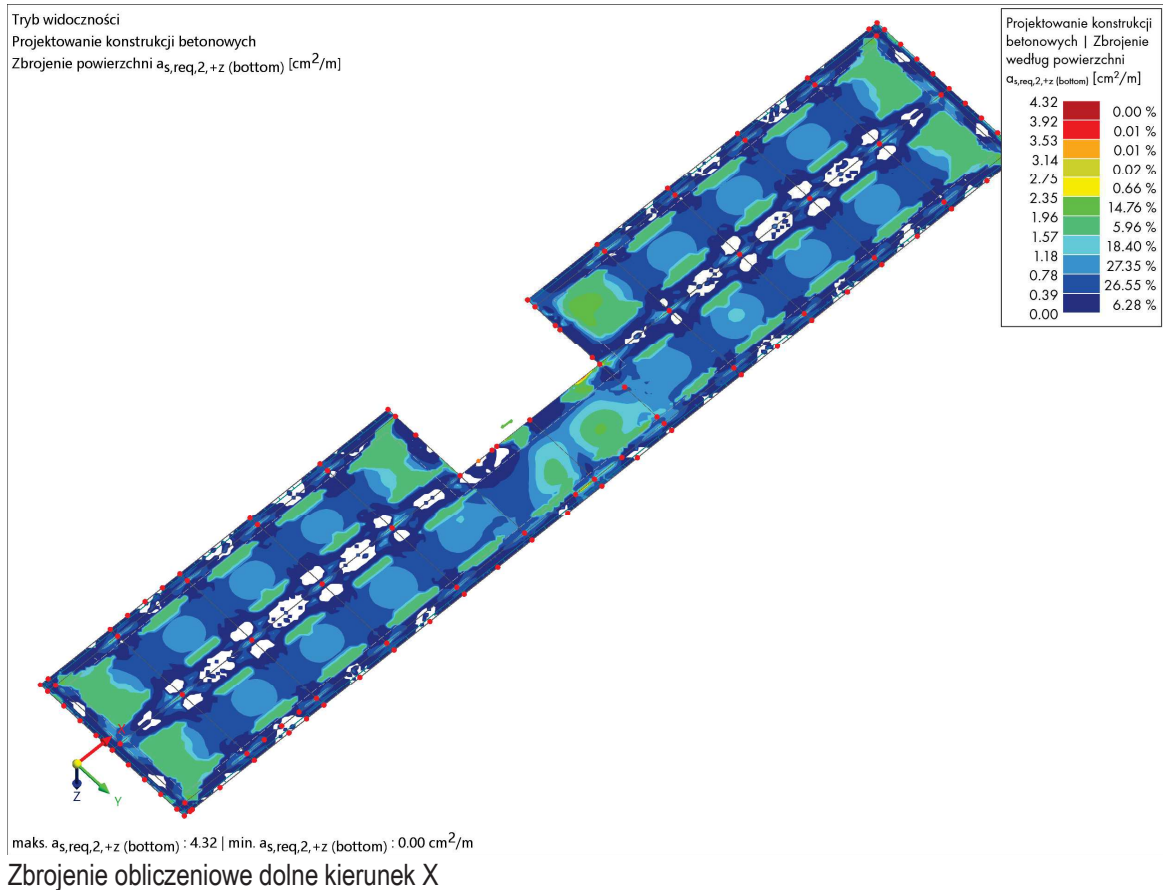 Tryb widoczności
Projektowanie konstrukcji betonowych
Zbrojenie powierzchni as,req,2,+z (bottom) [cm²/m]
Projektowanie konstrukcji
betonowych | Zbrojenie
według powierzchni
as,req,2,+z (bottom) [cm²/m]
4.32
3.92
3.53
3.14
2.75
2.35
1.96
1.57
1.18
0.78
0.39
0.00
0.00 %
0.01 %
0.01 %
0.02 %
0.66 %
14.76 %
5.96 %
18.40 %
27.35 %
26.55 %
6.28 %
X
Y
Z
maks. as,req,2,+z (bottom) : 4.32 | min. as,req,2,+z (bottom) : 0.00 cm²/m
Zbrojenie obliczeniowe dolne kierunek X